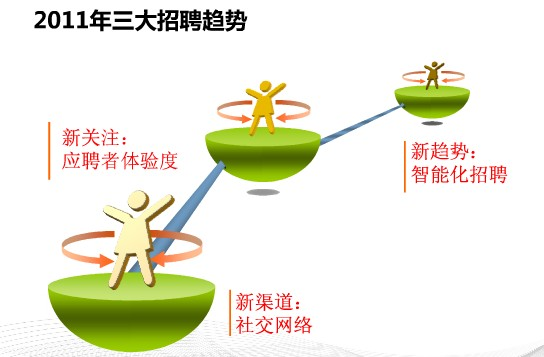 2011年三大招聘趋势
新关注：
应聘者体验度
新趋势：
智能化招聘
新渠道：
社交网络